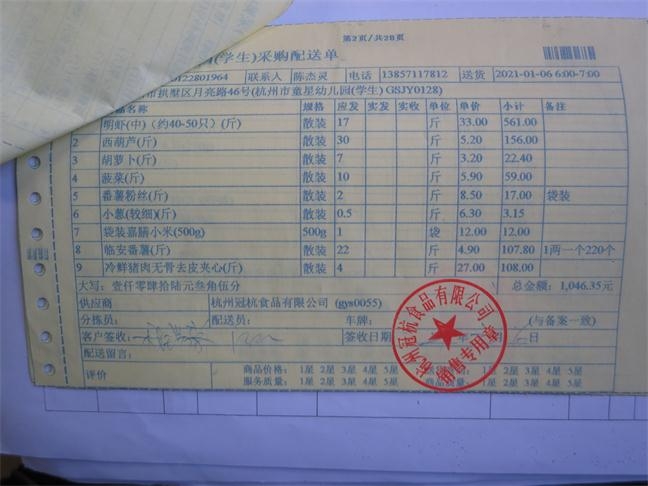 第2页/共28页
(学生)采购配送单
0122801964 联系人 陈杰灵 电话 13857117812 送货 2021-01-06 6:00-7:00
市拱墅区月亮路46号(杭州市童星幼儿园(学生) GSJY0128)
商品名称 规格 应发 实发 实收 单位 单价 小计 备注
明虾(中)(约40-50只)(斤) 散装 17 斤 33.00 561.00
2 西葫芦(斤) 散装 30 斤 5.20 156.00
3 胡萝卜(斤) 散装 7 斤 3.20 22.40
4 菠菜(斤) 散装 10 斤 5.90 59.00
5 番薯粉丝(斤) 散装 2 斤 8.50 17.00 袋装
6 小葱(较细)(斤) 散装 0.5 斤 6.30 3.15
7 袋装嘉膳小米(500g) 500g 1 袋 12.00 12.00
8 临安番薯(斤) 散装 22 斤 4.90 107.80 1两一个220个
9 冷鲜猪肉无骨去皮夹心(斤) 散装 4 斤 27.00 108.00
大写：壹仟零肆拾陆元叁角伍分 总金额：1,046.35元
供应商 杭州冠杭食品有限公司 (gys0055)
分拣员： 配送员： 车牌： (与备案一致)
客户签收： 签收日期 年 日
配送留言：
评价 商品价格： 1星 2星 3星 4星 5星 1星 2星 3星 4星 5星
服务质量： 1星 2星 3星 4星 5星 商品质量： 1星 2星 3星 4星 5星
杭州冠杭食品有限公司
销售专用章